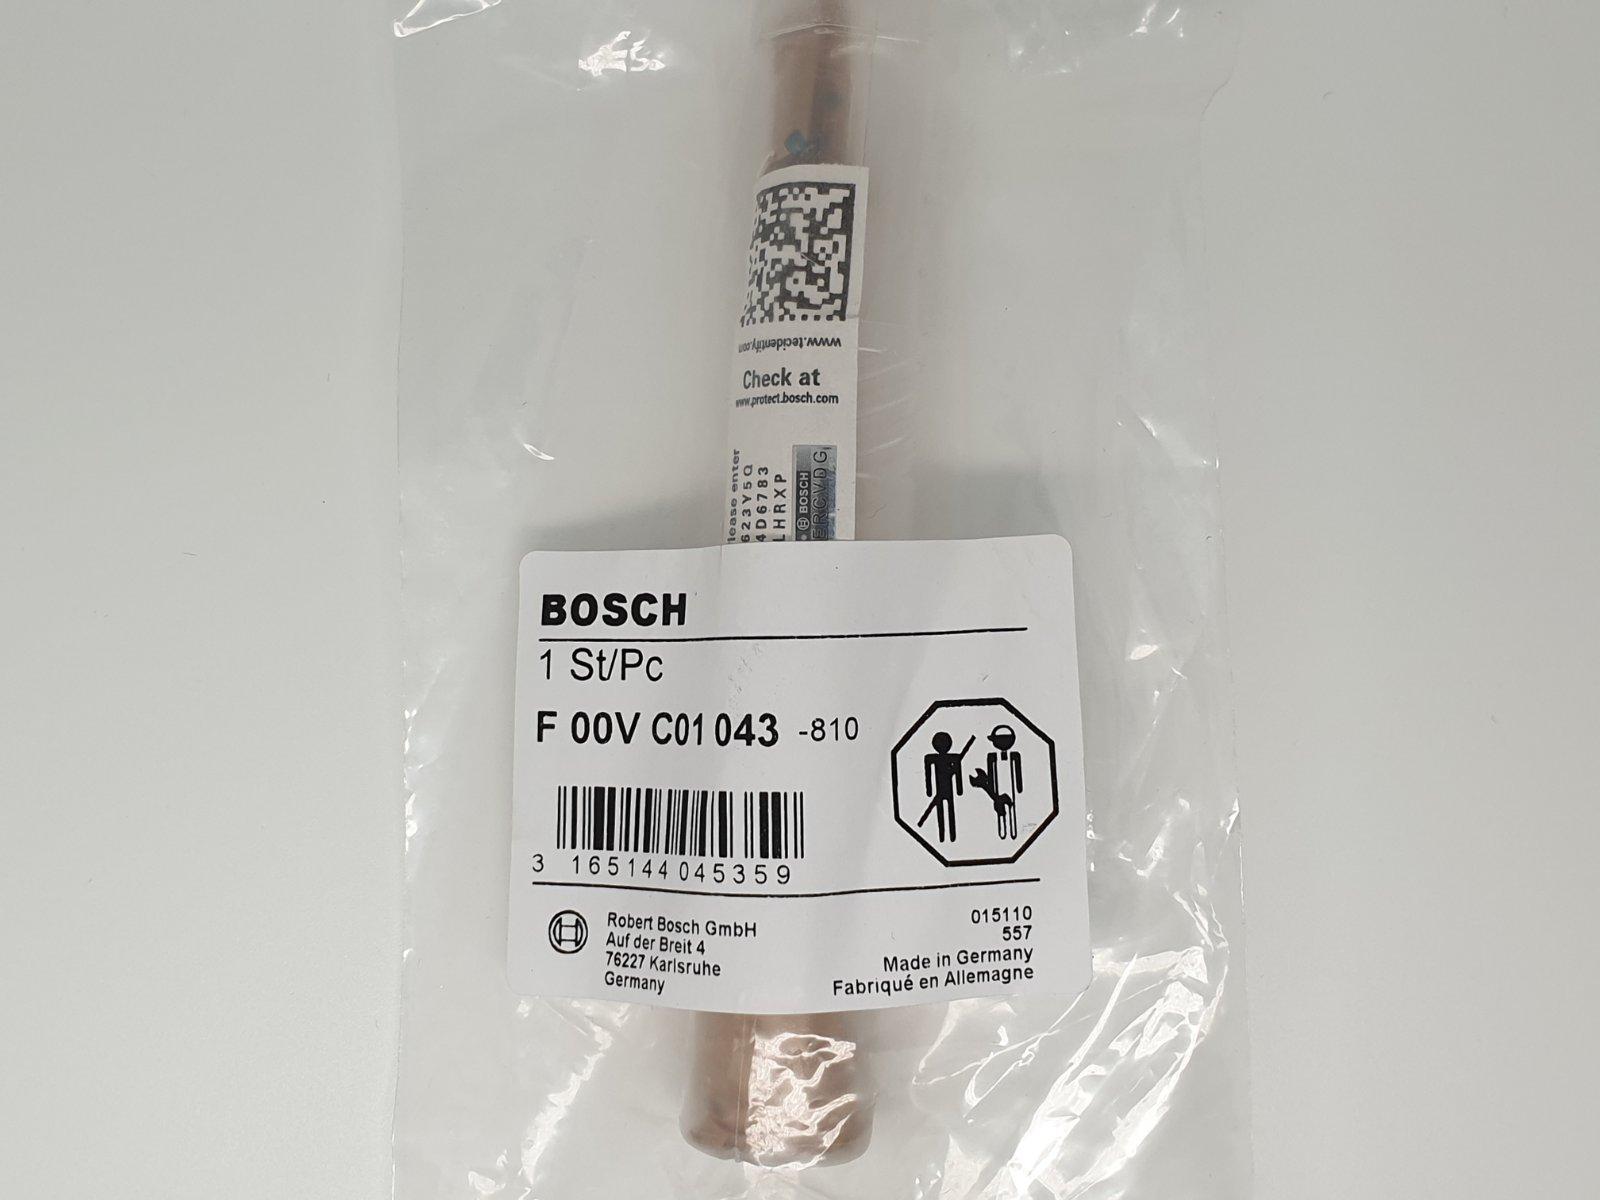 www.tecidentify.com
Check at
www.protect.bosch.com
enter
623Y5Q
4D6783
LHRXP
BOSCH
ERCVDG
BOSCH
1 St/Pc
F 00V C01 043 -810
3 165144 045359
Robert Bosch GmbH
Auf der Breit 4
76227 Karlsruhe
Germany
015110
557
Made in Germany
Fabriqué en Allemagne